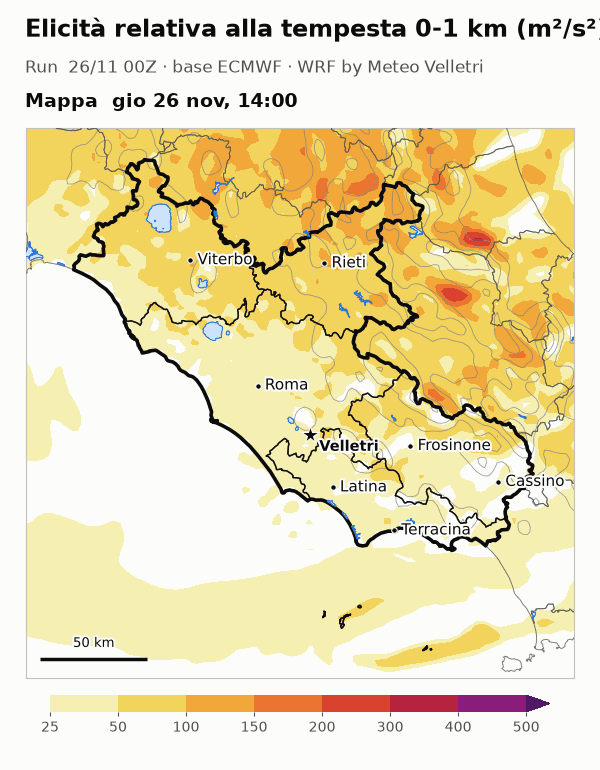 Elicità relativa alla tempesta 0-1 km (m²/s²)
Run  26/11 00Z · base ECMWF · WRF by Meteo Velletri
Mappa  gio 26 nov, 14:00
Viterbo
Rieti
Roma
Velletri
Frosinone
Latina
Cassino
Terracina
50 km
25 50 100 150 200 300 400 500